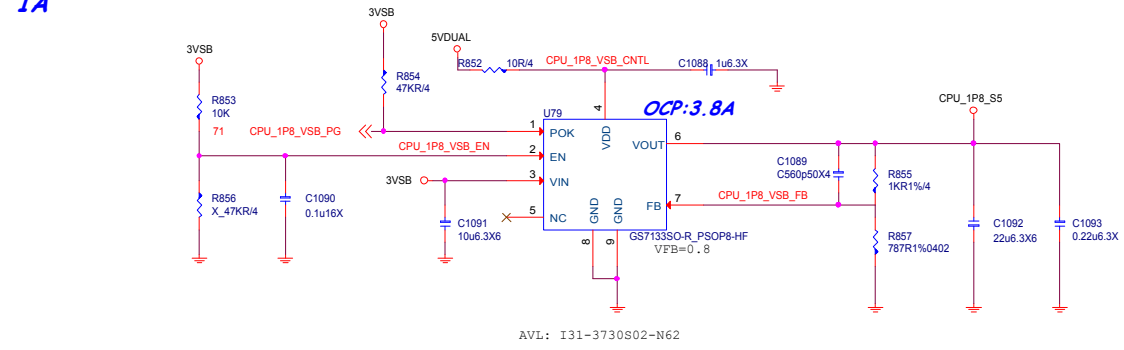 1A
3VSB
3VSB
5VDUAL
R852
10R/4
CPU_1P8_VSB_CNTL
C1088
1u6.3X
R854
47KR/4
R853
10K
71
CPU_1P8_VSB_PG
CPU_1P8_VSB_EN
U79
OCP:3.8A
4
VDD
1
POK
2
EN
3VSB
3
VIN
5
NC
GND
GND
8
9
VOUT
6
FB
7
CPU_1P8_VSB_FB
GS7133SO-R_PSOP8-HF
VFB=0.8
CPU_1P8_S5
C1089
C560p50X4
R855
1KR1%/4
R857
787R1%0402
C1092
22u6.3X6
C1093
0.22u6.3X
R856
X_47KR/4
C1090
0.1u16X
C1091
10u6.3X6
AVL: I31-3730S02-N62